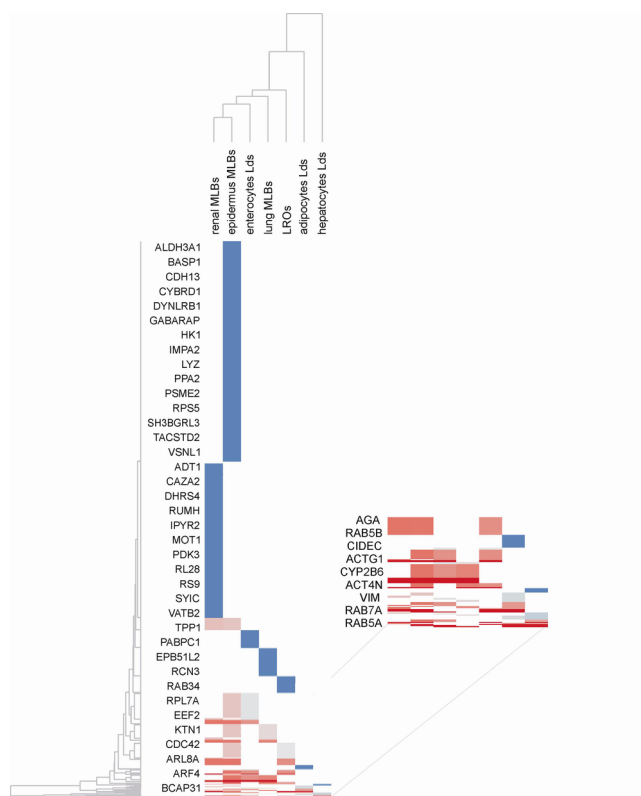 renal MLBs
epidermus MLBs
enterocytes Lds
lung MLBs
LROs
adipocytes Lds
hepatocytes Lds
ALDH3A1
BASP1
CDH13
CYBRD1
DYNLRB1
GABARAP
HK1
IMPA2
LYZ
PPA2
PSME2
RPS5
SH3BGRL3
TACSTD2
VSNL1
ADT1
CAZA2
DHRS4
RUMH
IPYR2
MOT1
PDK3
RL28
RS9
SYIC
VATB2
TPP1
PABPC1
EPB51L2
RCN3
RAB34
RPL7A
EEF2
KTN1
CDC42
ARL8A
ARF4
BCAP31
AGA
RAB5B
CIDEC
ACTG1
CYP2B6
ACT4N
VIM
RAB7A
RAB5A